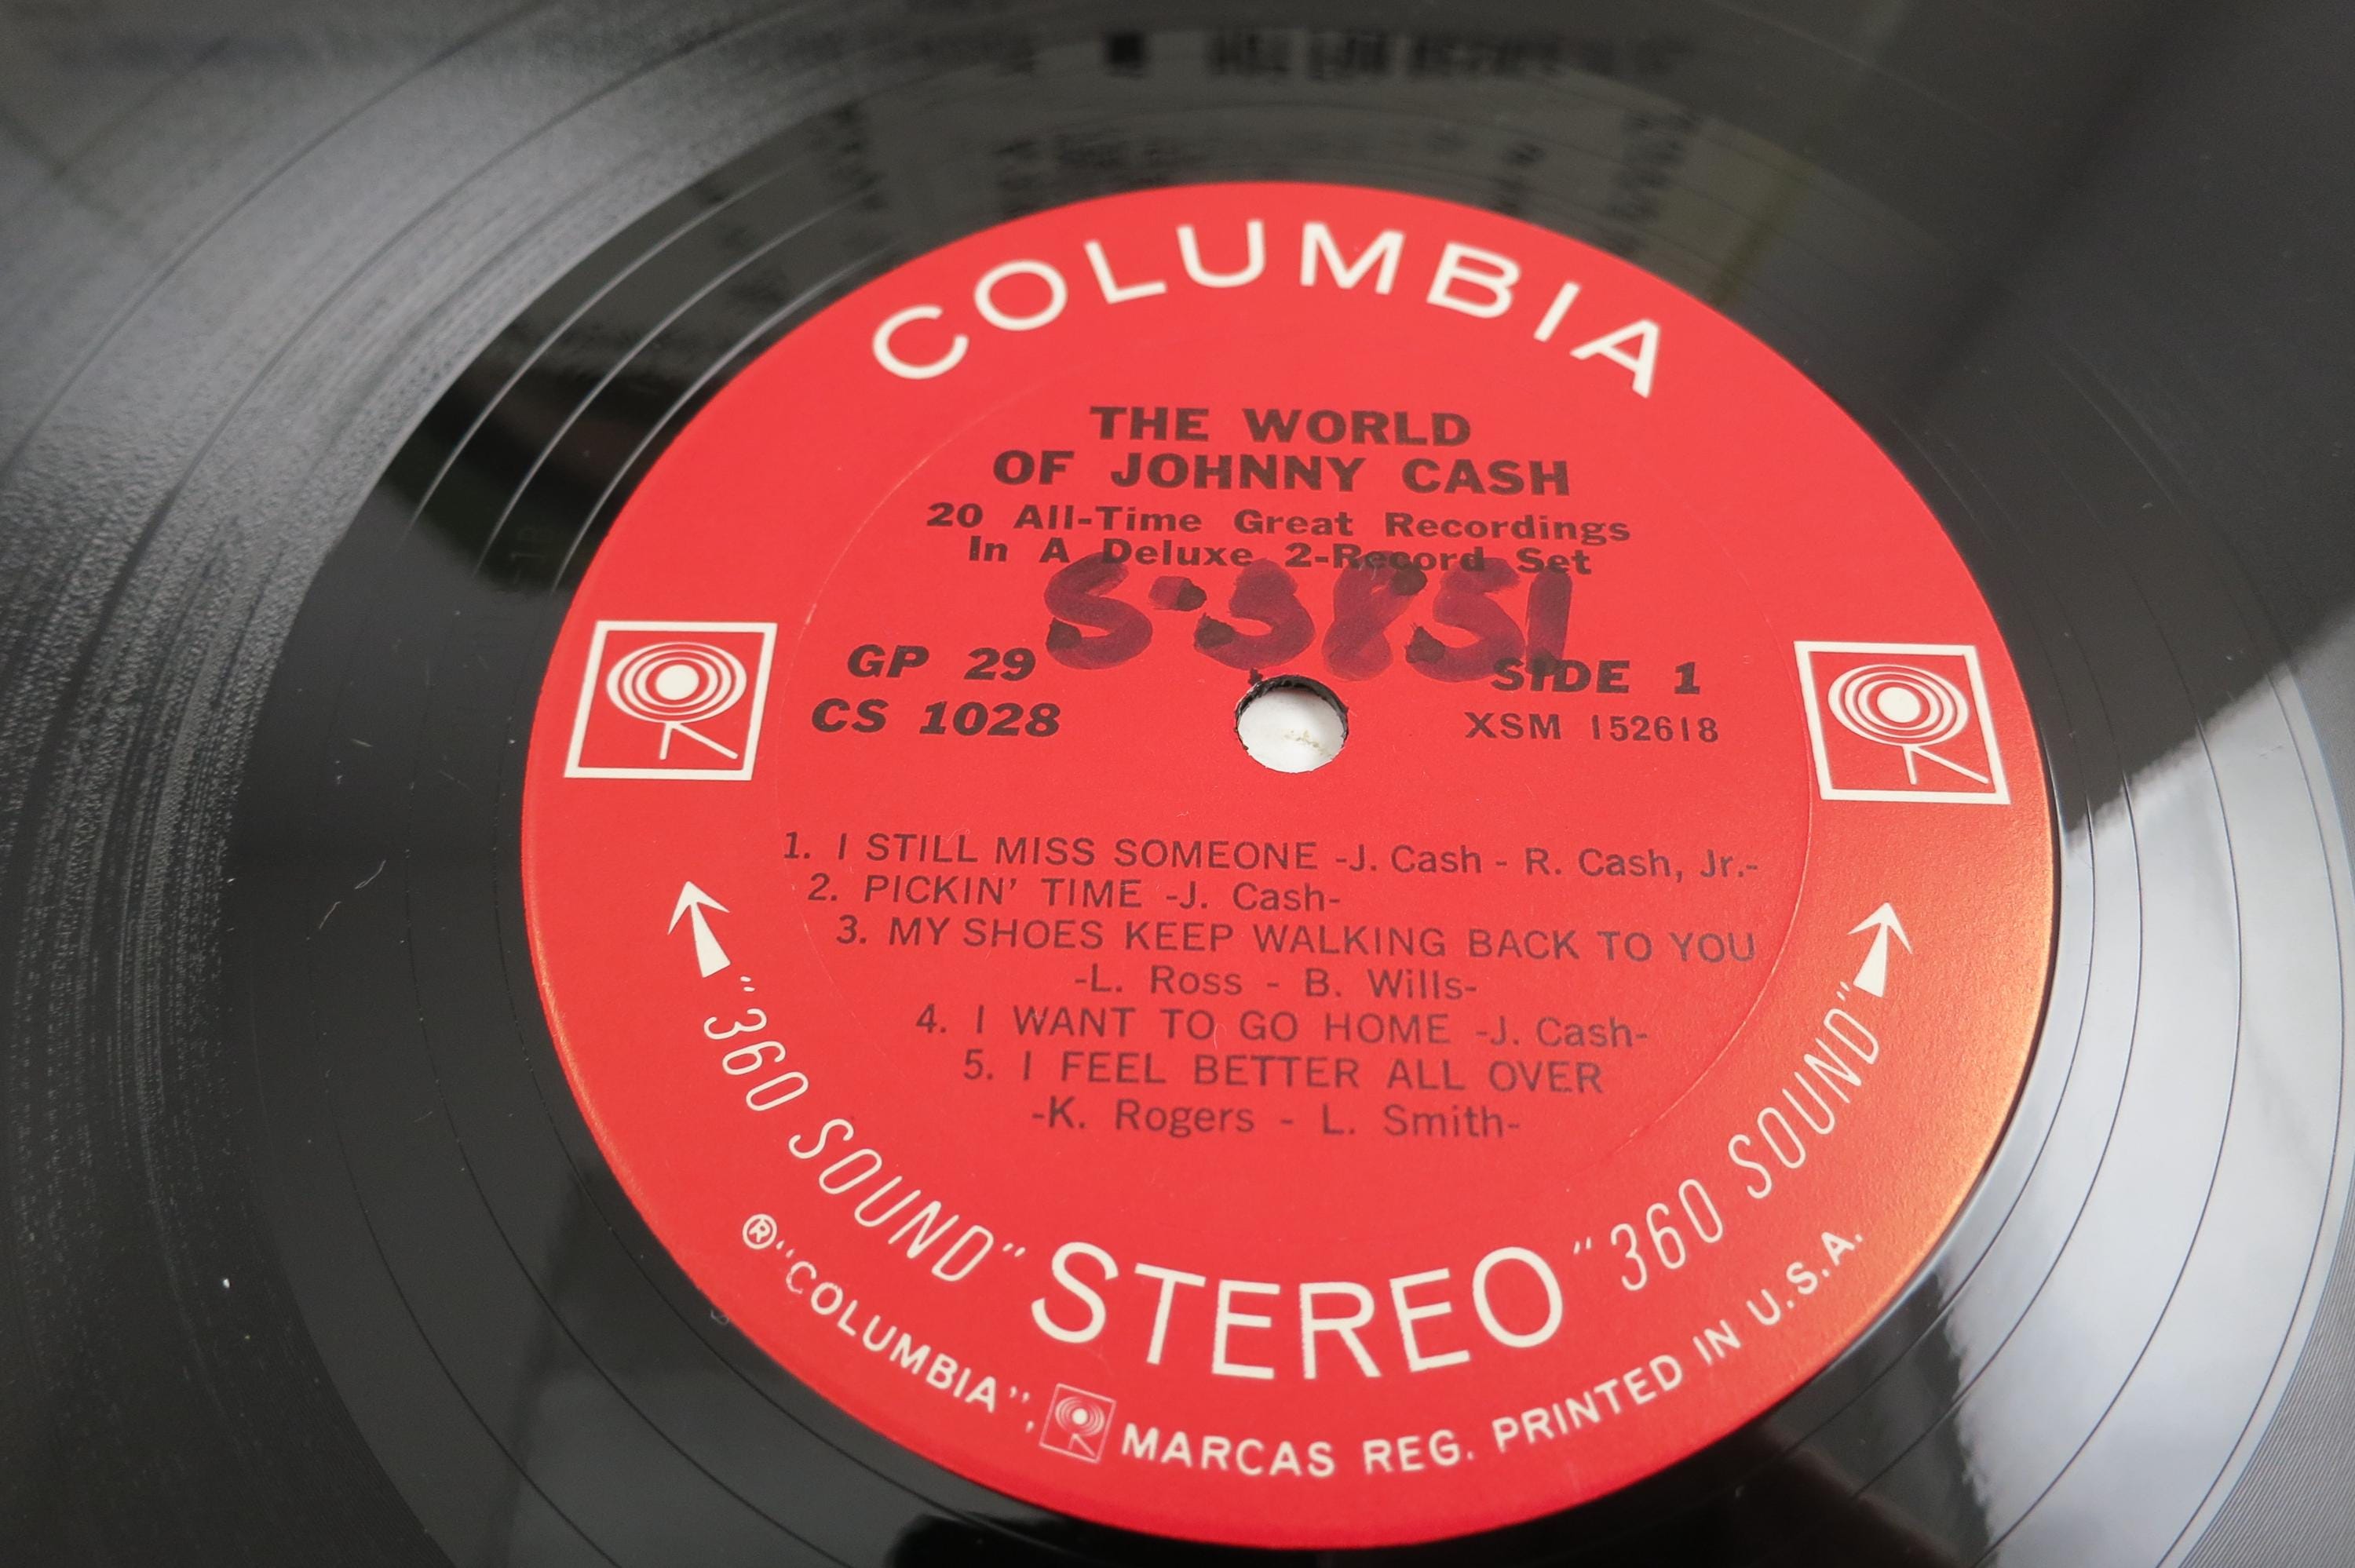 COLUMBIA
THE WORLD
OF JOHNNY CASH
20 All-Time Great Recordings
In A Deluxe 2-Record Set
S-3851
GP 29
CS 1028
SIDE 1
XSM 152618
1. I STILL MISS SOMEONE -J. Cash - R. Cash, Jr.-
2. PICKIN' TIME -J. Cash-
3. MY SHOES KEEP WALKING BACK TO YOU
-L. Ross - B. Wills-
4. I WANT TO GO HOME -J. Cash-
5. I FEEL BETTER ALL OVER
-K. Rogers - L. Smith-
"360 SOUND" STEREO "360 SOUND"
®"COLUMBIA", MARCAS REG. PRINTED IN U.S.A.